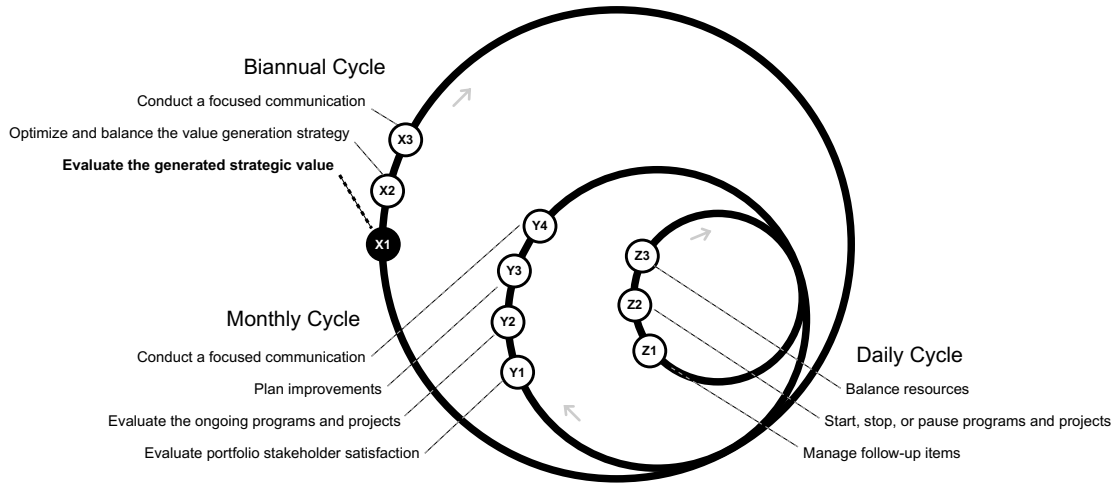 Biannual Cycle
Conduct a focused communication
Optimize and balance the value generation strategy
Evaluate the generated strategic value
X3
X2
X1
Monthly Cycle
Conduct a focused communication
Plan improvements
Evaluate the ongoing programs and projects
Evaluate portfolio stakeholder satisfaction
Y4
Y3
Y2
Y1
Z3
Z2
Z1
Daily Cycle
Balance resources
Start, stop, or pause programs and projects
Manage follow-up items